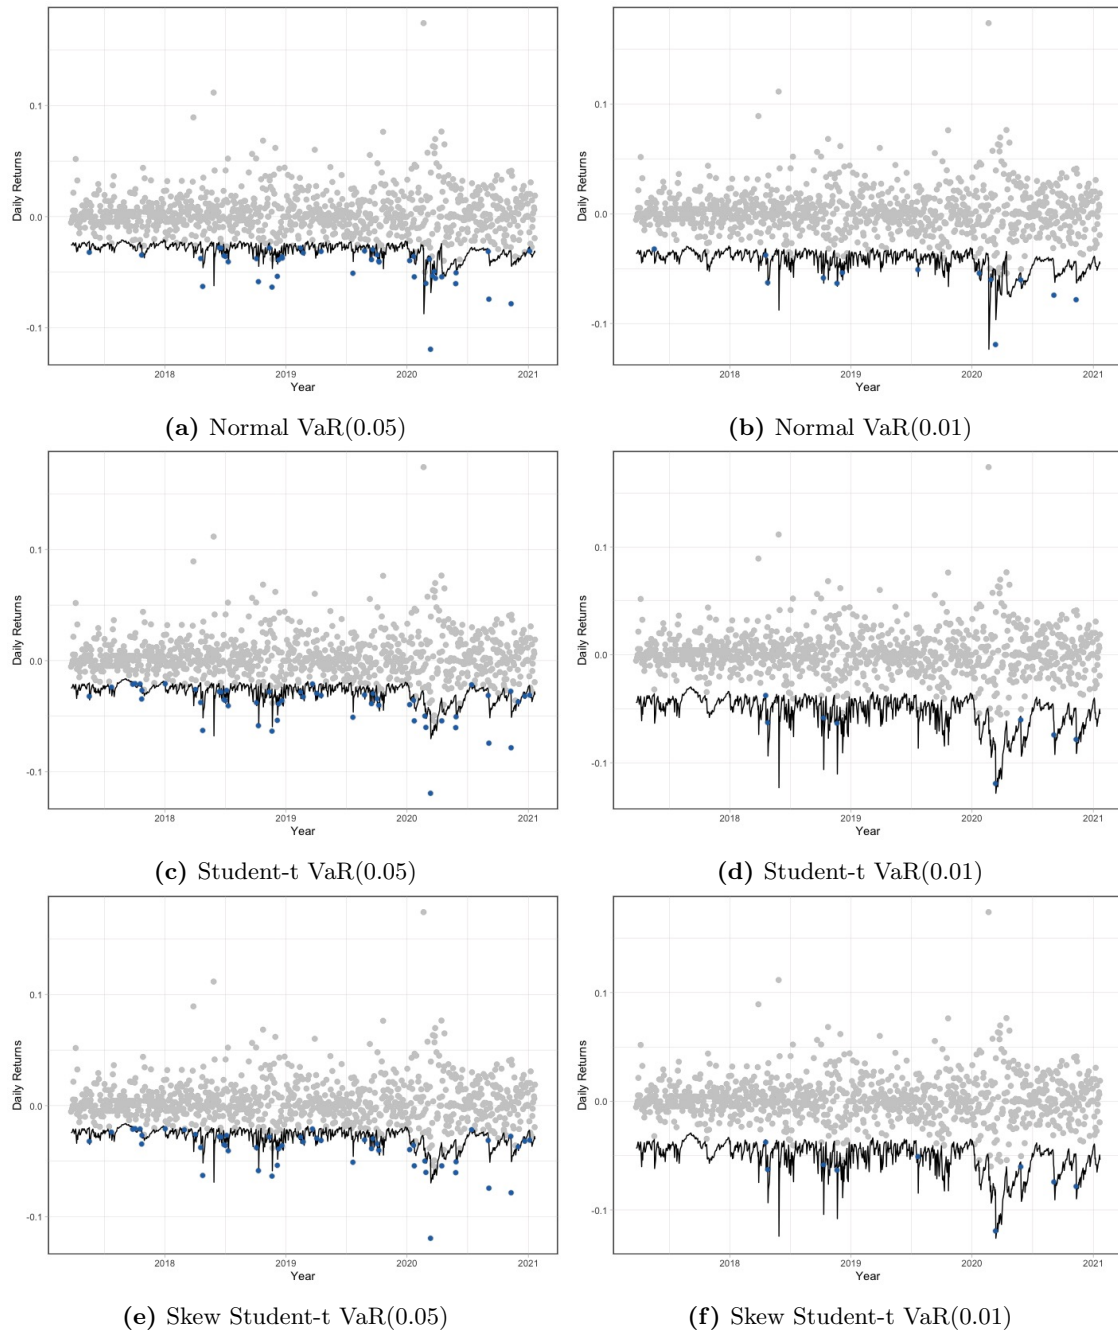 0.1
0.0
-0.1
Daily Returns
2018 2019 2020 2021
Year
(a) Normal VaR(0.05)
0.1
0.0
-0.1
Daily Returns
2018 2019 2020 2021
Year
(b) Normal VaR(0.01)
0.1
0.0
-0.1
Daily Returns
2018 2019 2020 2021
Year
(c) Student-t VaR(0.05)
0.1
0.0
-0.1
Daily Returns
2018 2019 2020 2021
Year
(d) Student-t VaR(0.01)
0.1
0.0
-0.1
Daily Returns
2018 2019 2020 2021
Year
(e) Skew Student-t VaR(0.05)
0.1
0.0
-0.1
Daily Returns
2018 2019 2020 2021
Year
(f) Skew Student-t VaR(0.01)